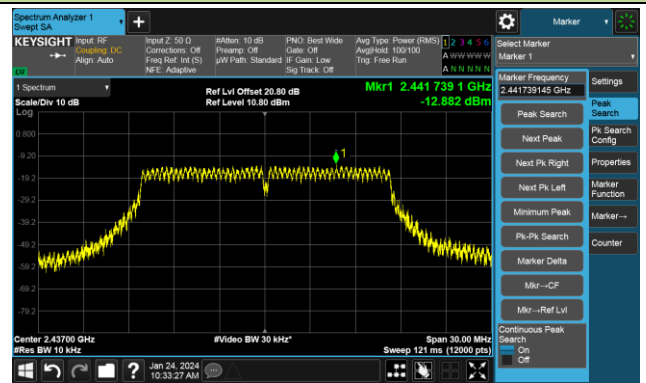 Spectrum Analyzer 1
Swept SA
+
Marker
KEYSIGHT
Input: RF
Coupling: DC
Align: Auto
Input Z: 50 Ω
Corrections: Off
Freq Ref: Int (S)
NFE: Adaptive
#Atten: 10 dB
Preamp: Off
µW Path: Standard
PNO: Best Wide
Gate: Off
IF Gain: Low
Sig Track: Off
Avg Type: Power (RMS)
Avg|Hold: 100/100
Trig: Free Run
1 2 3 4 5 6
A W W W W W
A N N N N N
Select Marker
Marker 1
LW
1 Spectrum
Scale/Div 10 dB
Log
Ref Lvl Offset 20.80 dB
Ref Level 10.80 dBm
Mkr1 2.441 739 1 GHz
-12.882 dBm
0.800
-9.20
-19.2
-29.2
-39.2
-49.2
-59.2
-69.2
-79.2
1
Center 2.43700 GHz
#Res BW 10 kHz
#Video BW 30 kHz*
Span 30.00 MHz
Sweep 121 ms (12000 pts)
Marker Frequency
2.441739145 GHz
Peak Search
Next Peak
Next Pk Right
Next Pk Left
Minimum Peak
Pk-Pk Search
Marker Delta
Mkr→CF
Mkr→Ref Lvl
Continuous Peak
Search
On
Off
Settings
Peak
Search
Pk Search
Config
Properties
Marker
Function
Marker→
Counter
?
Jan 24, 2024
10:33:27 AM